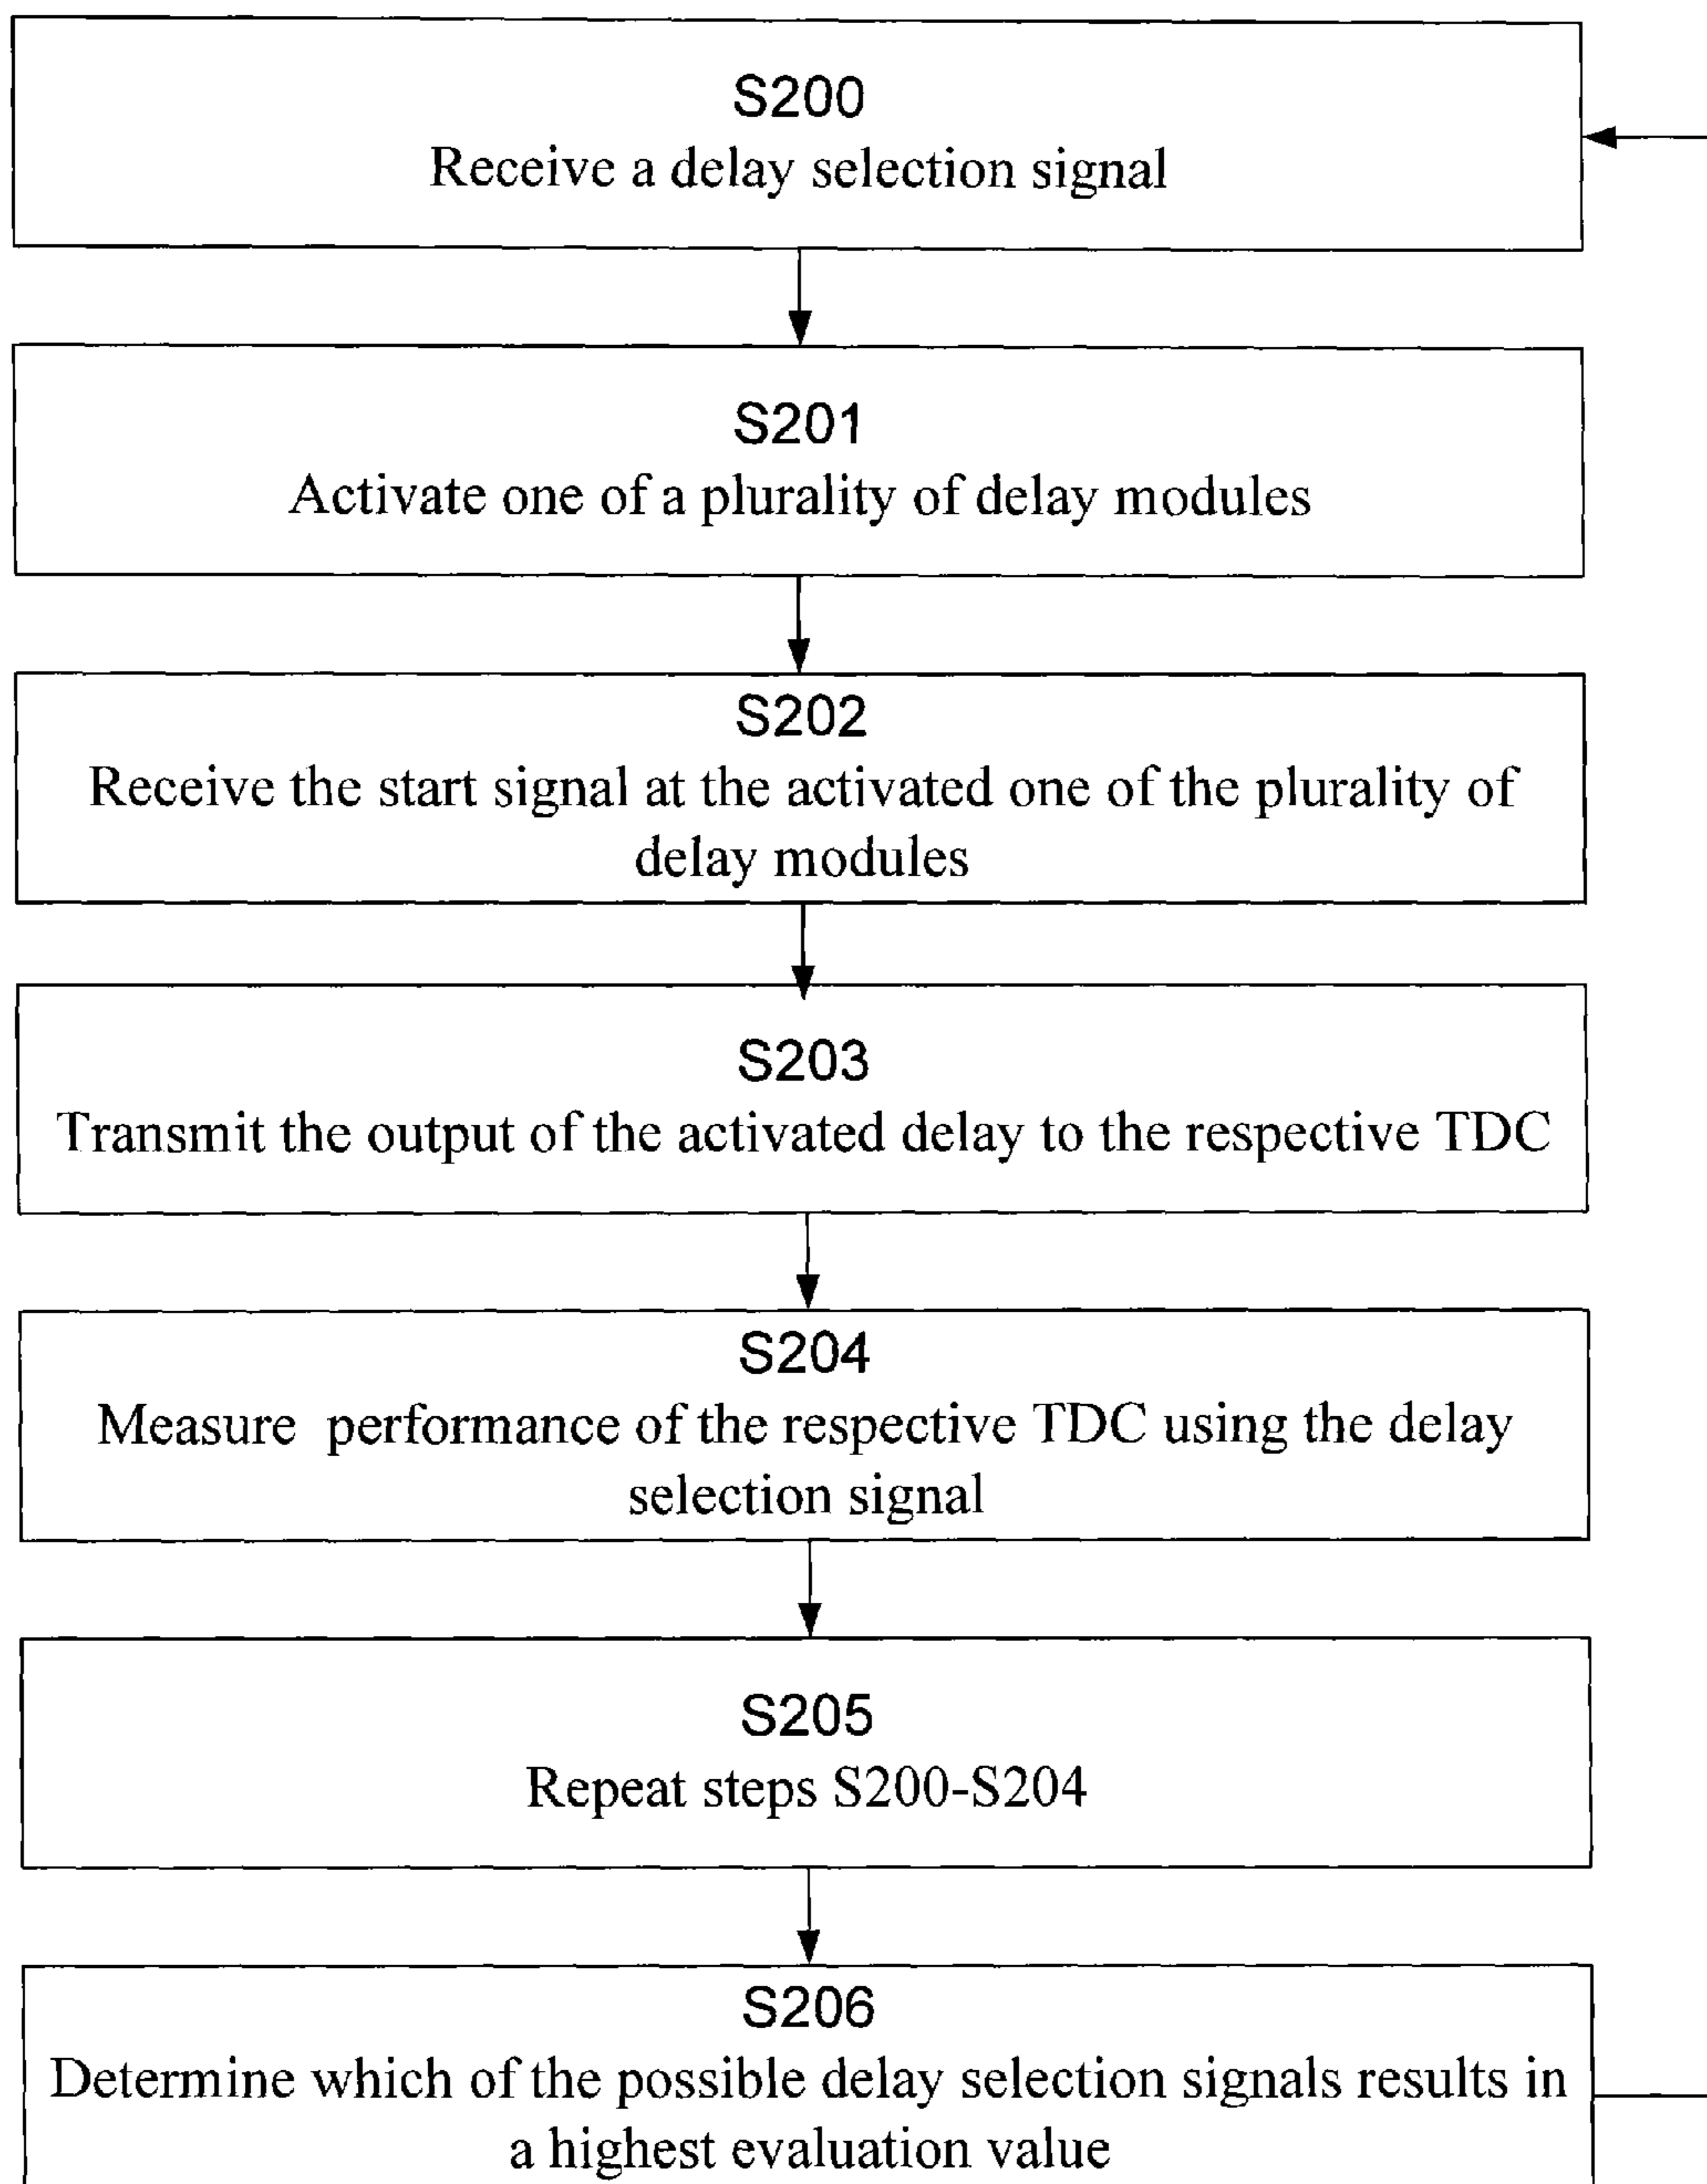 S200
Receive a delay selection signal
S201
Activate one of a plurality of delay modules
S202
Receive the start signal at the activated one of the plurality of
delay modules
S203
Transmit the output of the activated delay to the respective TDC
S204
Measure performance of the respective TDC using the delay
selection signal
S205
Repeat steps S200-S204
S206
Determine which of the possible delay selection signals results in
a highest evaluation value